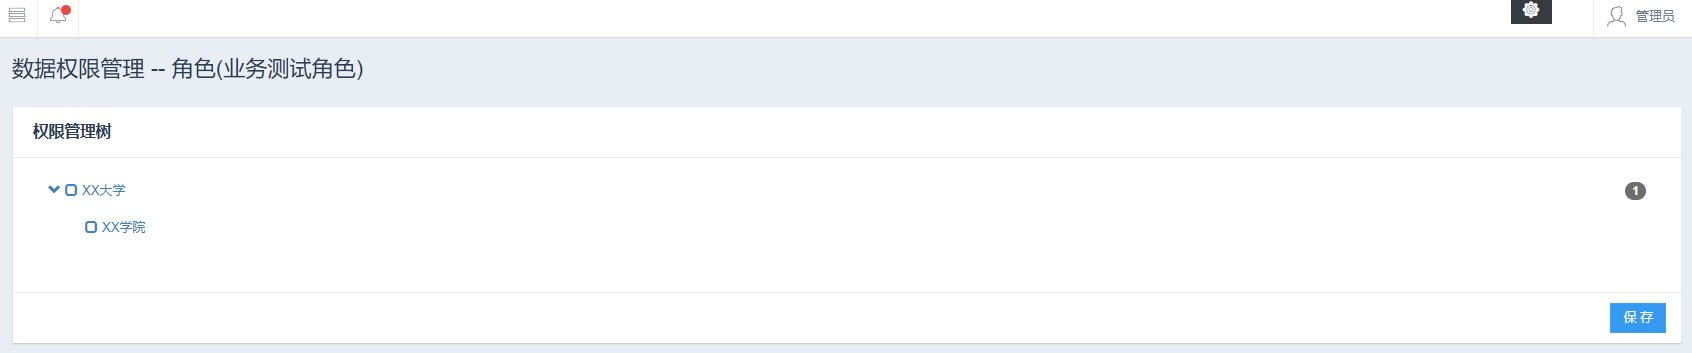 管理员
数据权限管理 -- 角色(业务测试角色)
权限管理树
XX大学 1
XX学院
保存